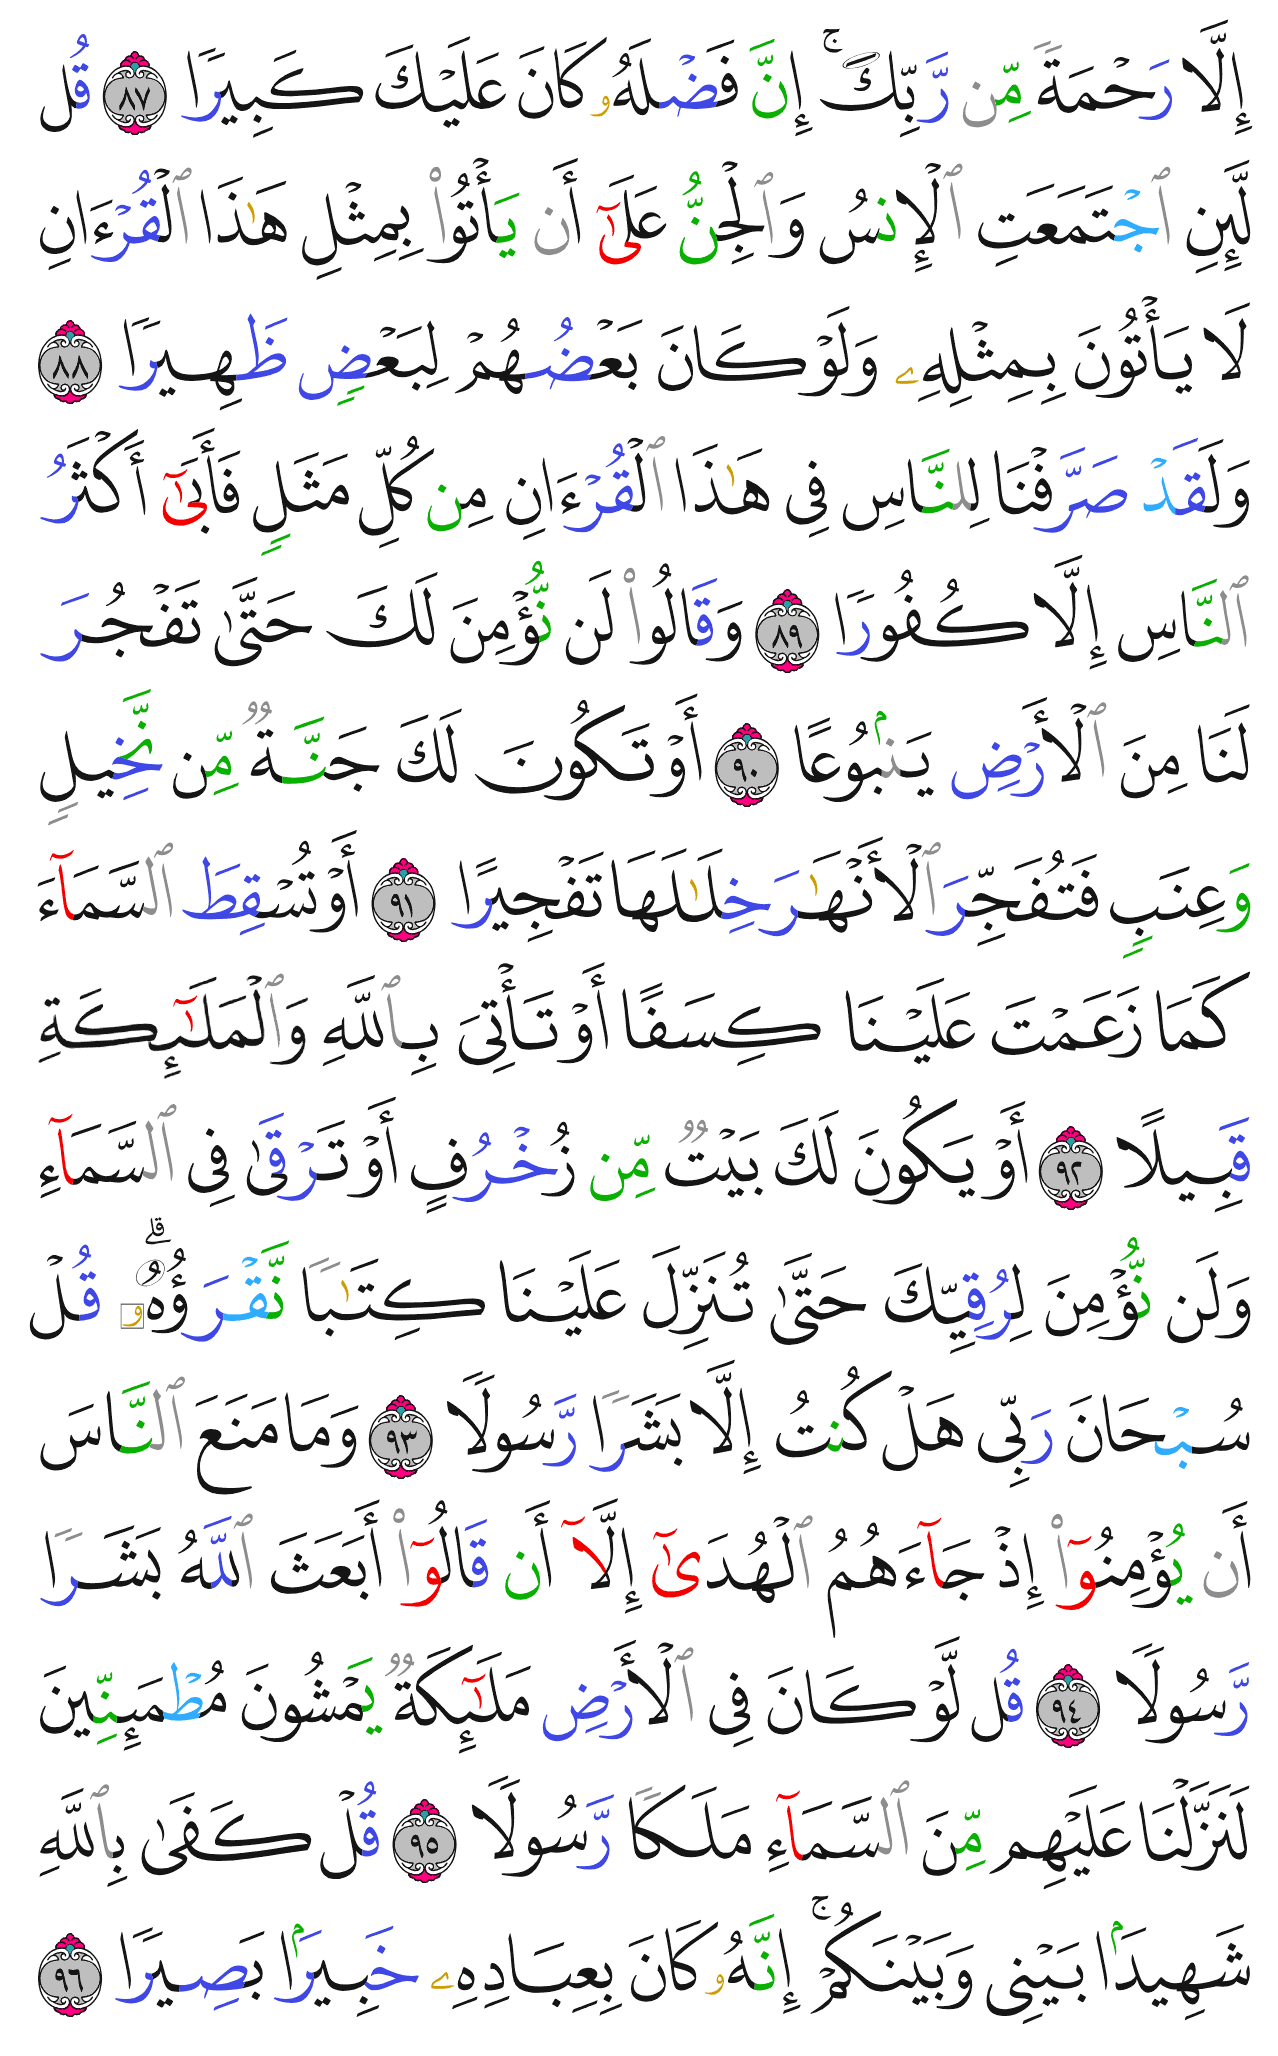 إِلَّا رَحْمَةً مِّن رَّبِّكَ ۚ إِنَّ فَضْلَهُۥ كَانَ عَلَيْكَ كَبِيرًا ٨٧ قُل
لَّئِنِ ٱجْتَمَعَتِ ٱلْإِنسُ وَٱلْجِنُّ عَلَىٰٓ أَن يَأْتُوا۟ بِمِثْلِ هَٰذَا ٱلْقُرْءَانِ
لَا يَأْتُونَ بِمِثْلِهِۦ وَلَوْ كَانَ بَعْضُهُمْ لِبَعْضٍ ظَهِيرًا ٨٨
وَلَقَدْ صَرَّفْنَا لِلنَّاسِ فِى هَٰذَا ٱلْقُرْءَانِ مِن كُلِّ مَثَلٍ فَأَبَىٰٓ أَكْثَرُ
ٱلنَّاسِ إِلَّا كُفُورًا ٨٩ وَقَالُوا۟ لَن نُّؤْمِنَ لَكَ حَتَّىٰ تَفْجُرَ
لَنَا مِنَ ٱلْأَرْضِ يَنۢبُوعًا ٩٠ أَوْ تَكُونَ لَكَ جَنَّةٌ مِّن نَّخِيلٍ
وَعِنَبٍ فَتُفَجِّرَ ٱلْأَنْهَٰرَ خِلَٰلَهَا تَفْجِيرًا ٩١ أَوْ تُسْقِطَ ٱلسَّمَآءَ
كَمَا زَعَمْتَ عَلَيْنَا كِسَفًا أَوْ تَأْتِىَ بِٱللَّهِ وَٱلْمَلَٰٓئِكَةِ
قَبِيلًا ٩٢ أَوْ يَكُونَ لَكَ بَيْتٌ مِّن زُخْرُفٍ أَوْ تَرْقَىٰ فِى ٱلسَّمَآءِ
وَلَن نُّؤْمِنَ لِرُقِيِّكَ حَتَّىٰ تُنَزِّلَ عَلَيْنَا كِتَٰبًا نَّقْرَؤُهُۥ ۗ قُلْ
سُبْحَانَ رَبِّى هَلْ كُنتُ إِلَّا بَشَرًا رَّسُولًا ٩٣ وَمَا مَنَعَ ٱلنَّاسَ
أَن يُؤْمِنُوٓا۟ إِذْ جَآءَهُمُ ٱلْهُدَىٰٓ إِلَّآ أَن قَالُوٓا۟ أَبَعَثَ ٱللَّهُ بَشَرًا
رَّسُولًا ٩٤ قُل لَّوْ كَانَ فِى ٱلْأَرْضِ مَلَٰٓئِكَةٌ يَمْشُونَ مُطْمَئِنِّينَ
لَنَزَّلْنَا عَلَيْهِم مِّنَ ٱلسَّمَآءِ مَلَكًا رَّسُولًا ٩٥ قُلْ كَفَىٰ بِٱللَّهِ
شَهِيدًۢا بَيْنِى وَبَيْنَكُمْ ۚ إِنَّهُۥ كَانَ بِعِبَادِهِۦ خَبِيرًۢا بَصِيرًا ٩٦